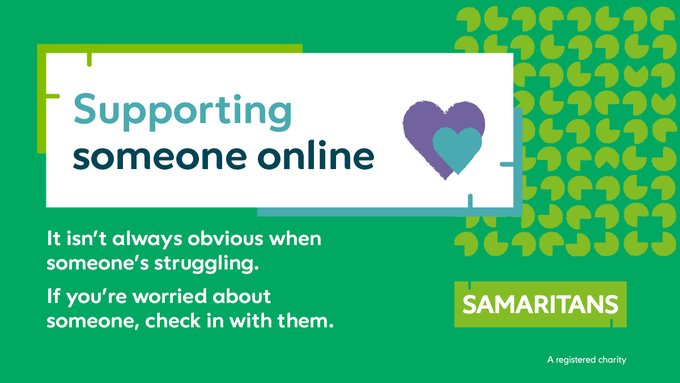 Supporting
someone online
It isn’t always obvious when
someone’s struggling.
If you’re worried about
someone, check in with them.
SAMARITANS
A registered charity